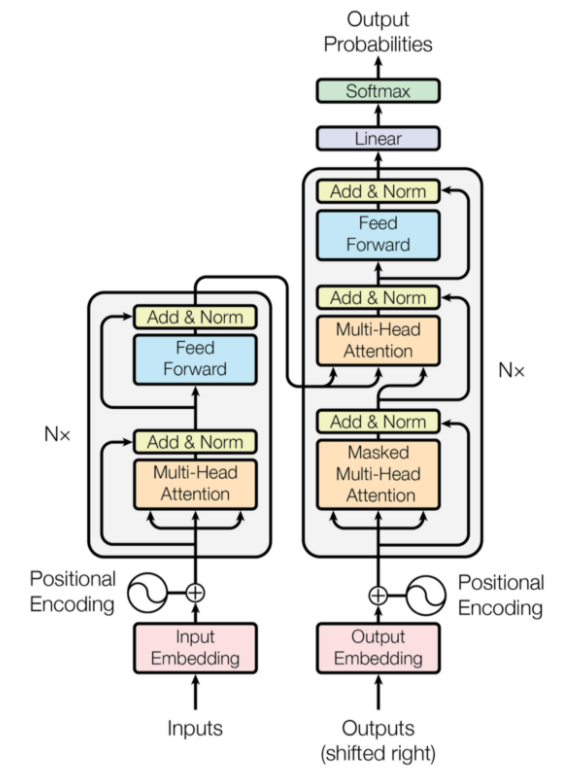 Output
Probabilities
Softmax
Linear
Add & Norm
Feed
Forward
Add & Norm
Multi-Head
Attention
Add & Norm
Masked
Multi-Head
Attention
N×
Add & Norm
Feed
Forward
Add & Norm
Multi-Head
Attention
N×
Positional
Encoding
Positional
Encoding
Input
Embedding
Output
Embedding
Inputs
Outputs
(shifted right)